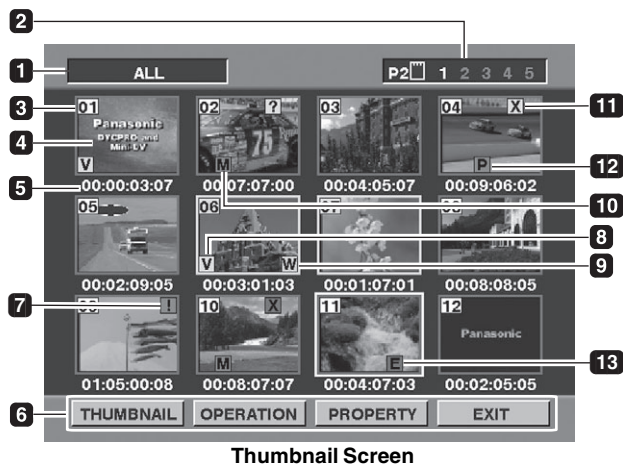 2
1 ALL P2 1 2 3 4 5
3 01 02 ? 03 04 X 11
4 Panasonic
DVCPRO and
Mini-DV
75
V M P 12
5 00:00:03:07 00:07:07:00 00:04:05:07 00:09:06:02
10
05 06 07 08
V W 8
9
00:02:09:05 00:03:01:03 00:01:07:01 00:08:08:05
7 09 ! 10 X 11 12
Panasonic
M E 13
01:05:00:08 00:08:07:07 00:04:07:03 00:02:05:05
6 THUMBNAIL OPERATION PROPERTY EXIT
Thumbnail Screen